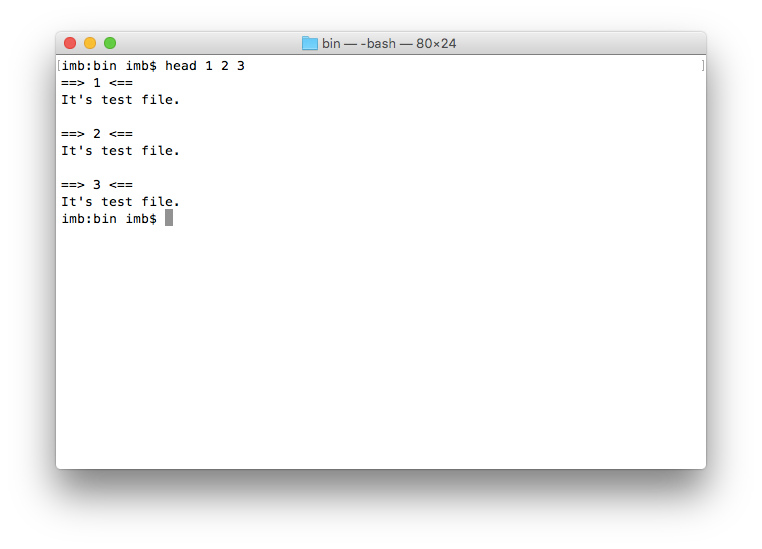 bin — -bash — 80×24
[imb:bin imb$ head 1 2 3 ]
==> 1 <==
It's test file.

==> 2 <==
It's test file.

==> 3 <==
It's test file.
imb:bin imb$